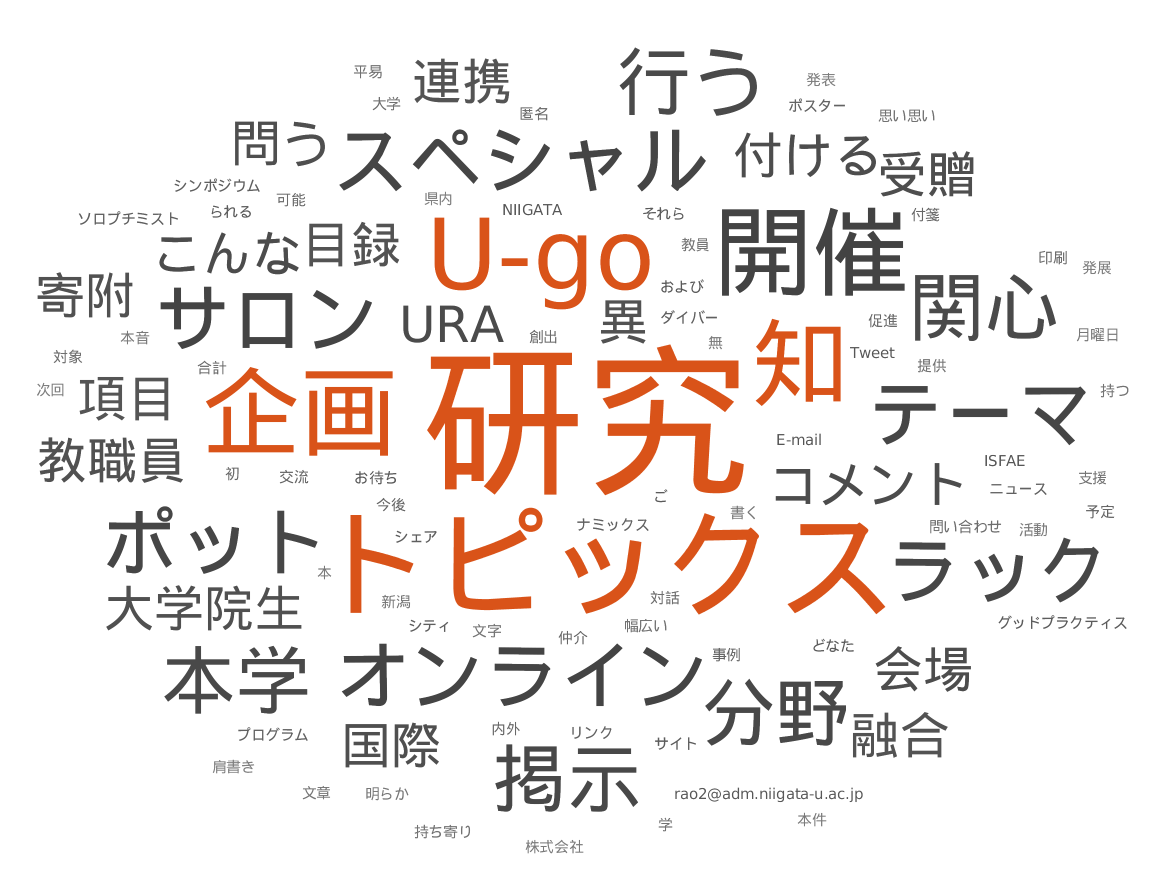 平易
連携
行う
発表
大学
匿名
ポスター
思い思い
問う
スペシャル
付ける
受贈
シンポジウム
可能
県内
NIIGATA
それら
付箋
ソロプチミスト
られる
こんな
目録
U-go
教員
開催
印刷
発展
寄附
サロン
URA
創出
異
および
ダイバー
無
促進
関心
月曜日
本音
対象
合計
知
Tweet
提供
次回
項目
企画
研究
テーマ
持つ
教職員
初
交流
お待ち
E-mail
コメント
ISFAE
ニュース
支援
今後
シェア
ナミックス
ご
書く
問い合わせ
活動
予定
ポット
トピックス
ラック
本
新潟
対話
大学院生
シティ
文字
仲介
幅広い
どなた
グッドプラクティス
本学
オンライン
事例
分野
会場
プログラム
国際
内外
リンク
サイト
融合
肩書き
掲示
文章
明らか
rao2@adm.niigata-u.ac.jp
持ち寄り
株式会社
学
本件